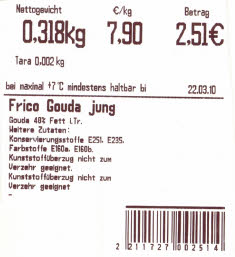 Nettogewicht €/kg Betrag
0,318kg 7,90 2,51€
Tara 0,002 kg
bei maximal +7°C mindestens haltbar bi 22.03.10
Frico Gouda jung
Gouda 48% Fett i.Tr.
Weitere Zutaten:
Konservierungsstoffe E251, E235,
Farbstoffe E160a, E160b.
Kunststoffüberzug nicht zum
Verzehr geeignet.
Kunststoffüberzug nicht zum
Verzehr geeignet
2 211727 002514